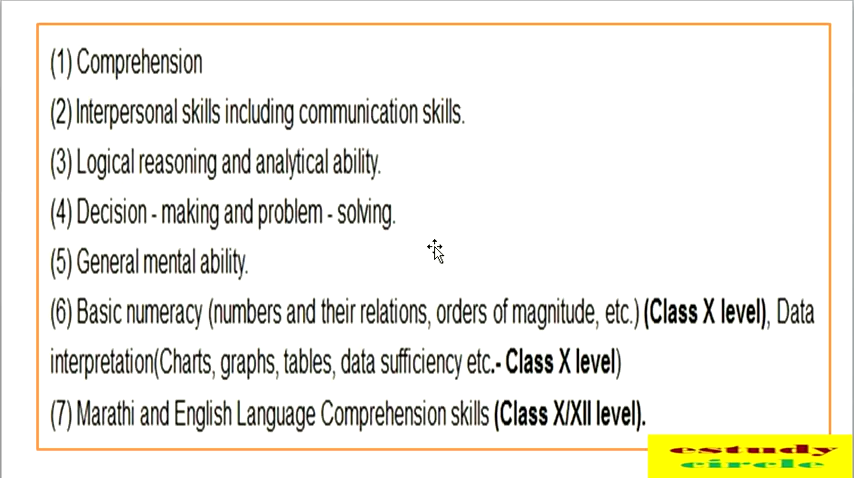 (1) Comprehension
(2) Interpersonal skills including communication skills.
(3) Logical reasoning and analytical ability.
(4) Decision - making and problem - solving.
(5) General mental ability.
(6) Basic numeracy (numbers and their relations, orders of magnitude, etc.) (Class X level), Data
interpretation(Charts, graphs, tables, data sufficiency etc.- Class X level)
(7) Marathi and English Language Comprehension skills (Class X/XII level).
estudy
circle